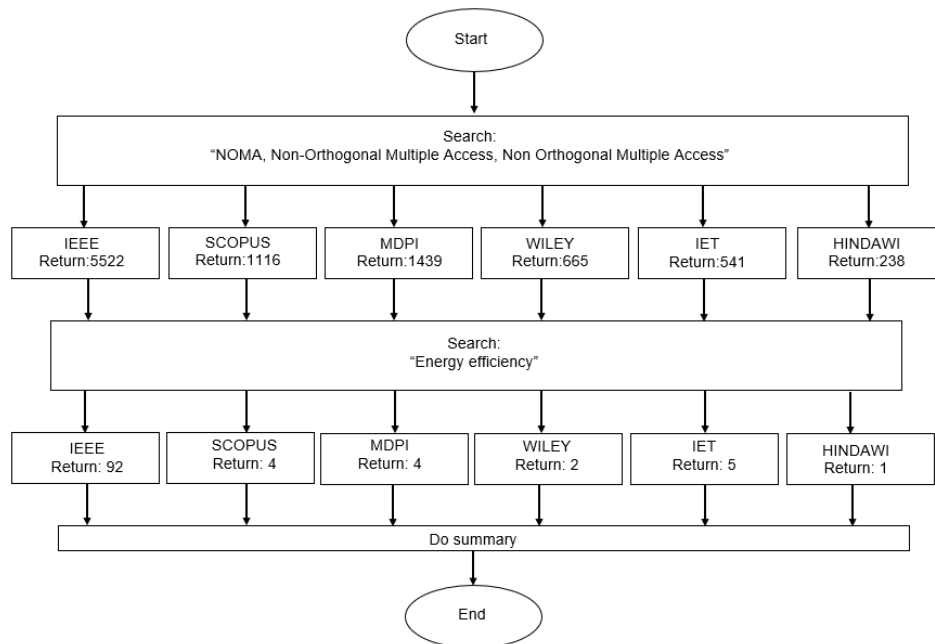 Start
Search:
“NOMA, Non-Orthogonal Multiple Access, Non Orthogonal Multiple Access”
IEEE
Return:5522
SCOPUS
Return:1116
MDPI
Return:1439
WILEY
Return:665
IET
Return:541
HINDAWI
Return:238
Search:
“Energy efficiency”
IEEE
Return: 92
SCOPUS
Return: 4
MDPI
Return: 4
WILEY
Return: 2
IET
Return: 5
HINDAWI
Return: 1
Do summary
End